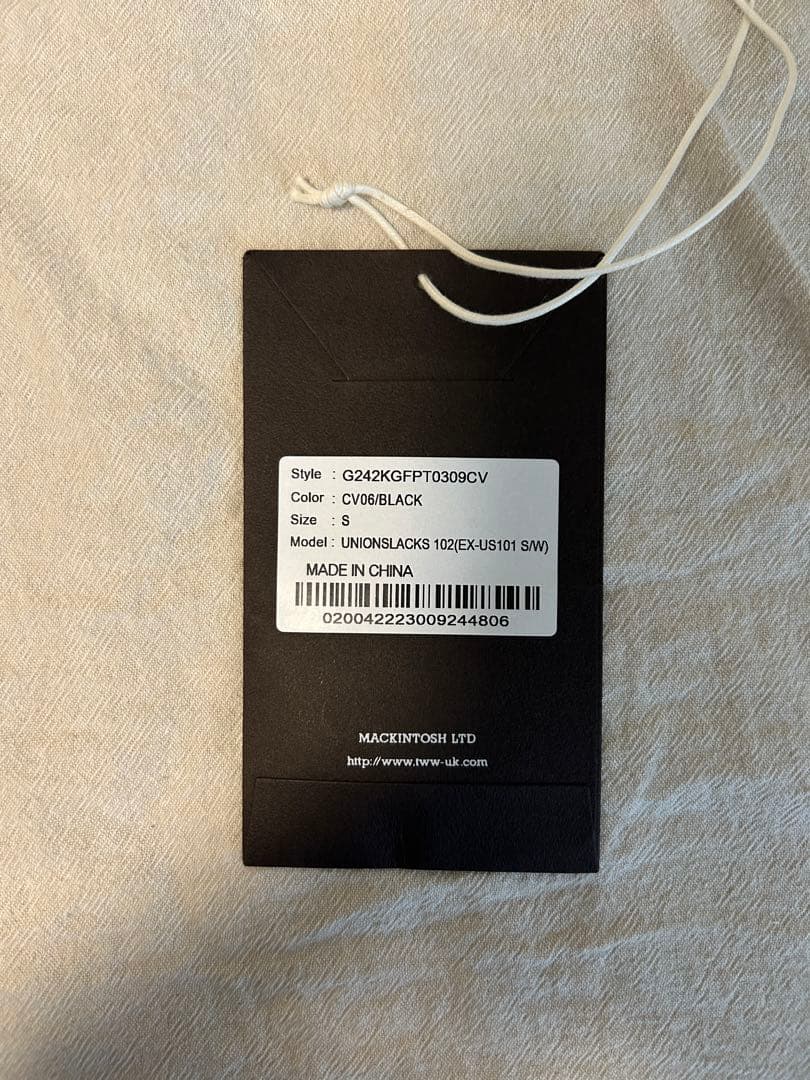 Style : G242KGFPT0309CV
Color : CV06/BLACK
Size : S
Model : UNIONSLACKS 102(EX-US101 S/W)
MADE IN CHINA
020042223009244806
MACKINTOSH LTD
http://www.tww-uk.com